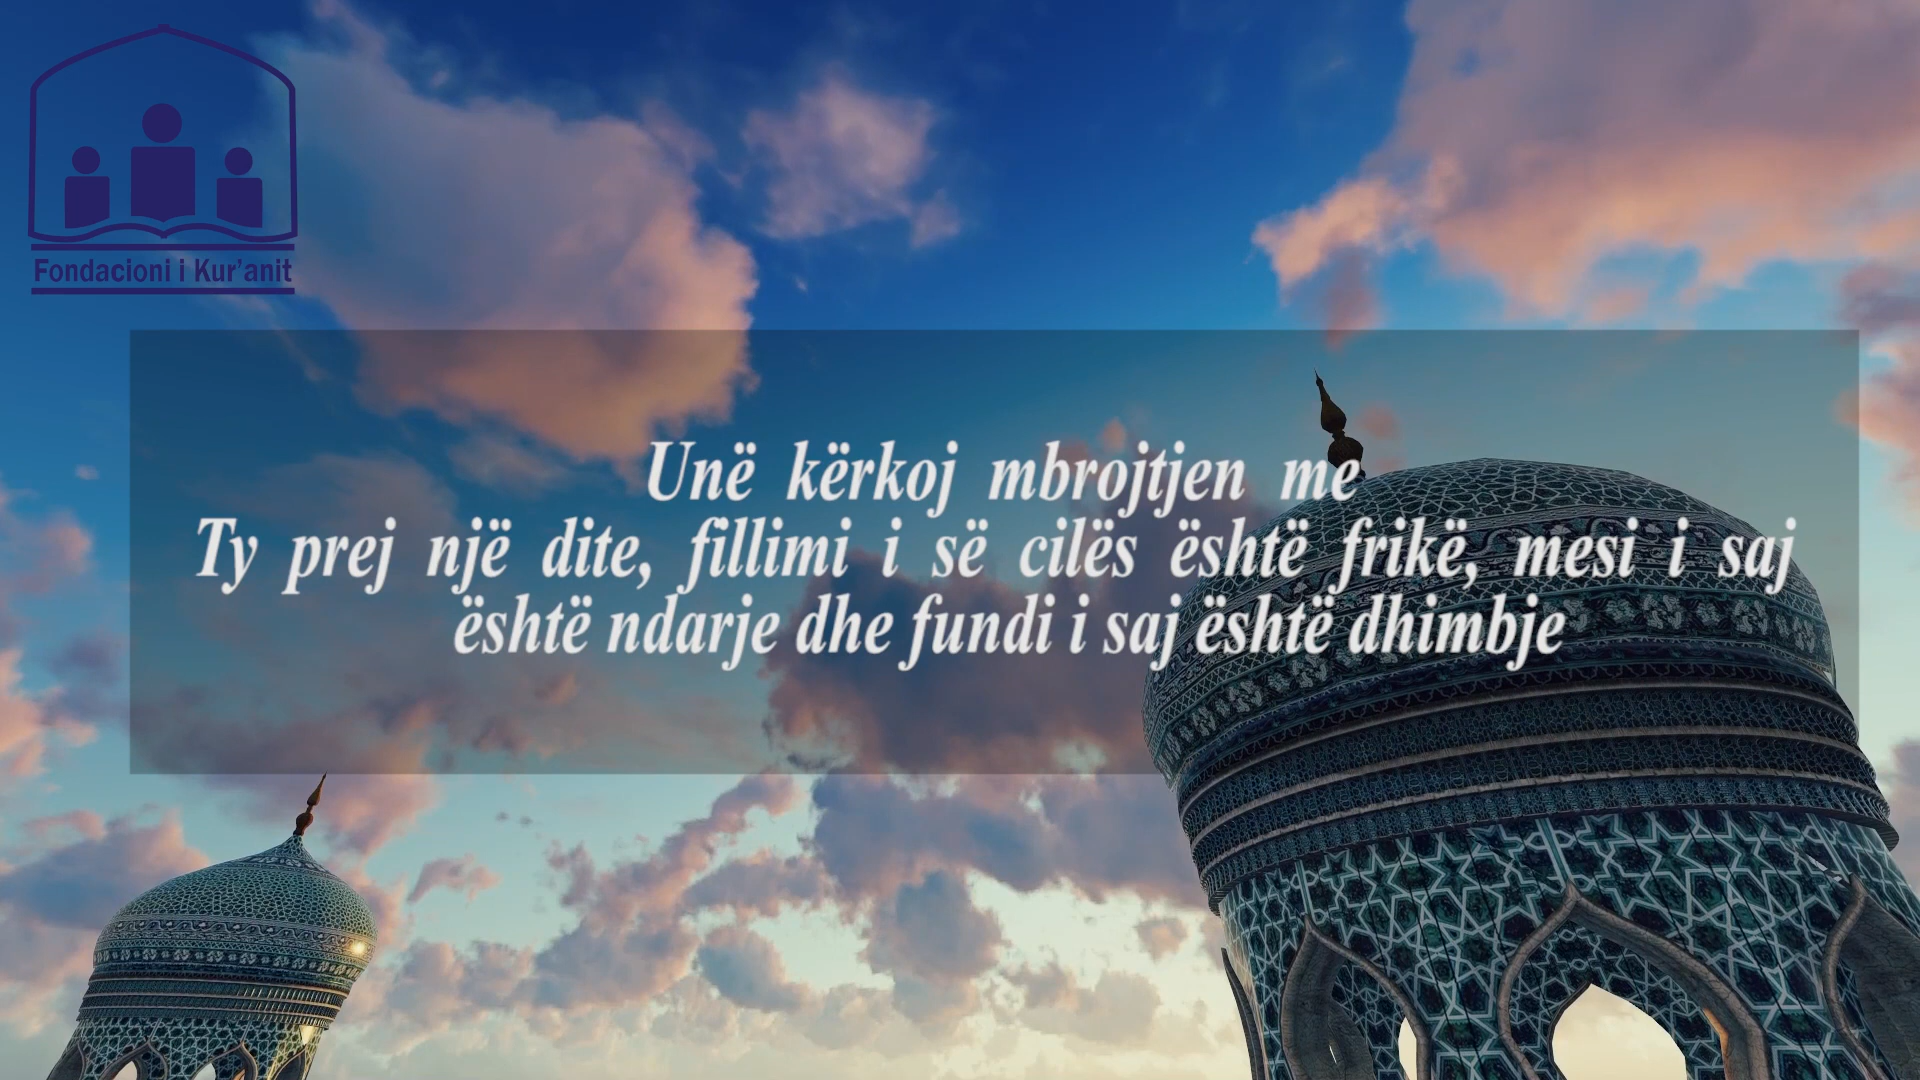 Fondacioni i Kur’anit
Unë kërkoj mbrojtjen me
Ty prej një dite, fillimi i së cilës është frikë, mesi i saj
është ndarje dhe fundi i saj është dhimbje